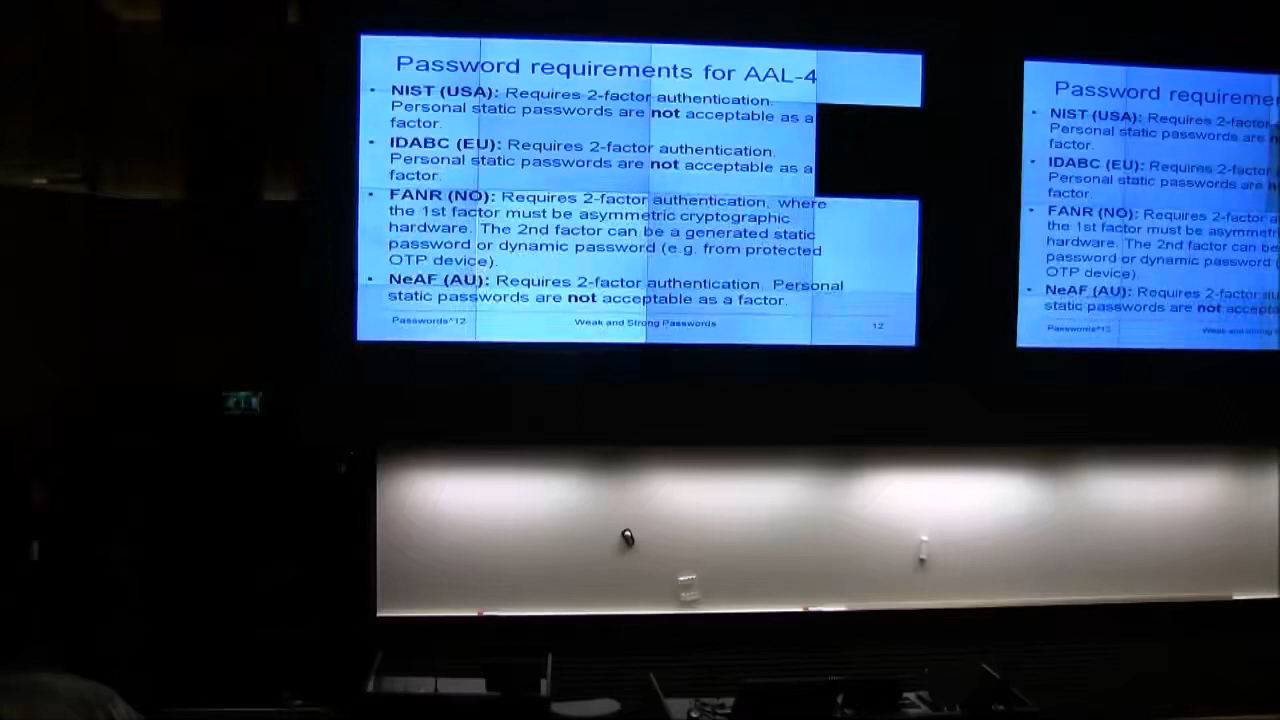 Password requirements for AAL-4
• NIST (USA): Requires 2-factor authentication.
Personal static passwords are not acceptable as a
factor.
• IDABC (EU): Requires 2-factor authentication.
Personal static passwords are not acceptable as a
factor.
• FANR (NO): Requires 2-factor authentication, where
the 1st factor must be asymmetric cryptographic
hardware. The 2nd factor can be a generated static
password or dynamic password (e.g. from protected
OTP device).
• NeAF (AU): Requires 2-factor authentication. Personal
static passwords are not acceptable as a factor.
Passwords^12 Weak and Strong Passwords 12
Password requireme
• NIST (USA): Requires 2-factor
Personal static passwords are
factor.
• IDABC (EU): Requires 2-factor
Personal static passwords are
factor.
• FANR (NO): Requires 2-factor
the 1st factor must be asymmetr
hardware. The 2nd factor can be
password or dynamic password
OTP device).
• NeAF (AU): Requires 2-factor
static passwords are not accept
Passwords^12 Weak and Strong